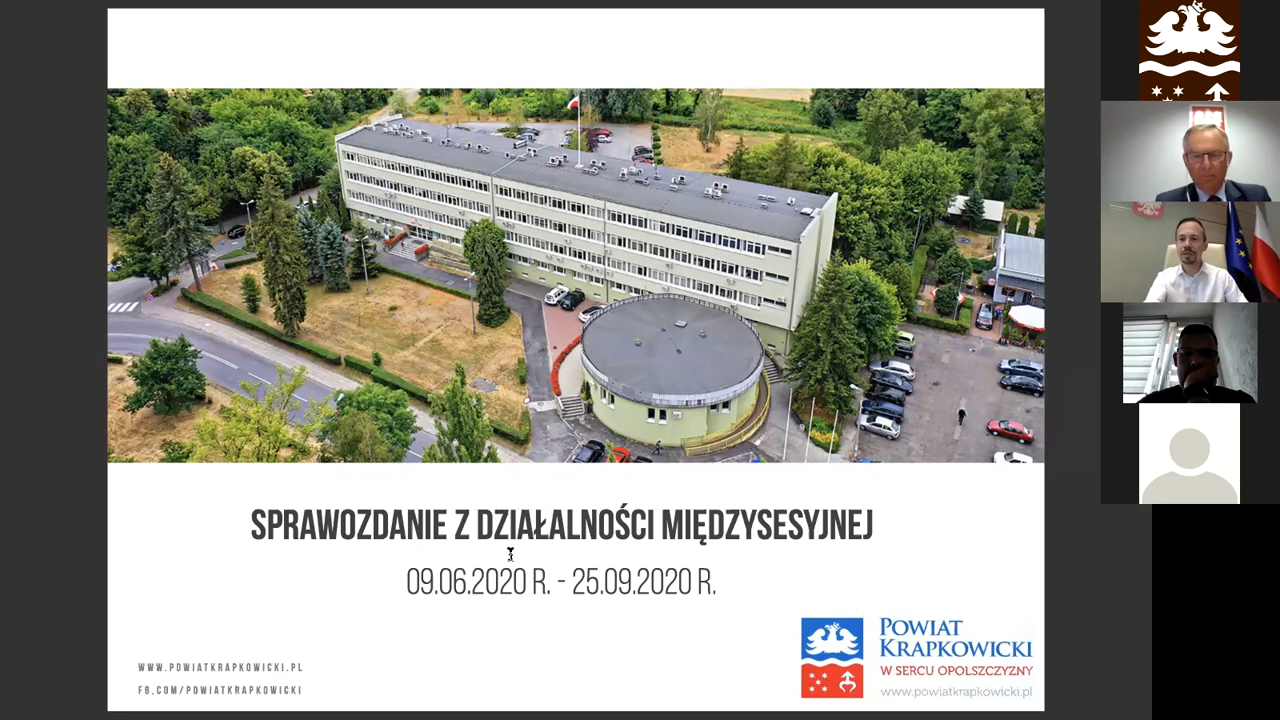 SPRAWOZDANIE Z DZIAŁALNOŚCI MIĘDZYSESYJNEJ
09.06.2020 R. - 25.09.2020 R.
WWW.POWIATKRAPKOWICKI.PL
FB.COM/POWIATKRAPKOWICKI
POWIAT
KRAPKOWICKI
W SERCU OPOLSZCZYZNY
www.powiatkrapkowicki.pl